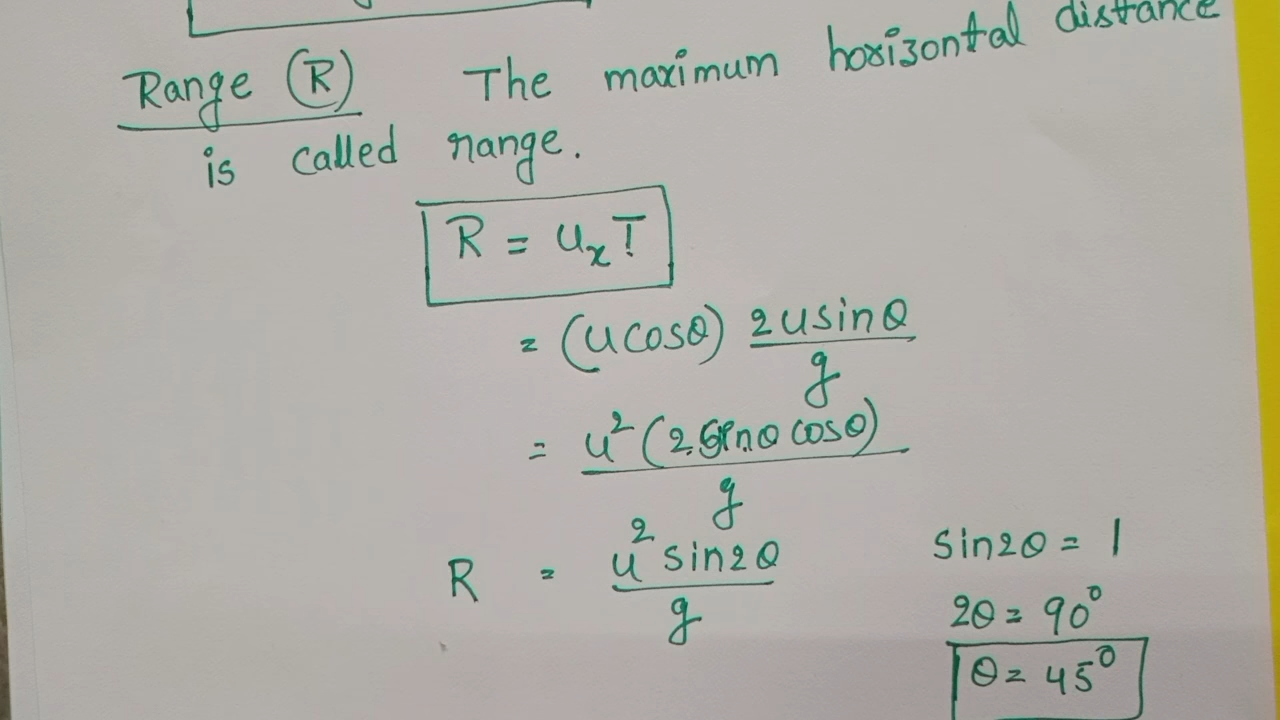 Range (R) The maximum horizontal distance
is called range.
R = uₓT
= (u cosθ) 2u sinθ / g
= u² (2 sinθ cosθ) / g
R = u² sin2θ / g
sin2θ = 1
2θ = 90°
θ = 45°